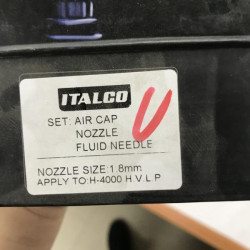 ITALCO
SET: AIR CAP
NOZZLE
FLUID NEEDLE
NOZZLE SIZE 1.8mm
APPLY TO: H-4000 H V L P